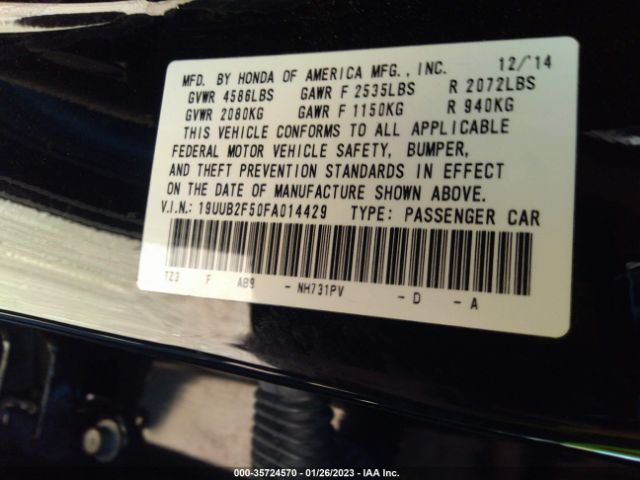 MFD. BY HONDA OF AMERICA MFG., INC. 12/'14
GVWR 4586LBS GAWR F 2535LBS R 2072LBS
GVWR 2080KG GAWR F 1150KG R 940KG
THIS VEHICLE CONFORMS TO ALL APPLICABLE
FEDERAL MOTOR VEHICLE SAFETY, BUMPER,
AND THEFT PREVENTION STANDARDS IN EFFECT
ON THE DATE OF MANUFACTURE SHOWN ABOVE.
V.I.N.: 19UUB2F50FA014429 TYPE: PASSENGER CAR
TZ3 F AB9 - NH731PV - D - A
000-35724570 - 01/26/2023 - IAA Inc.